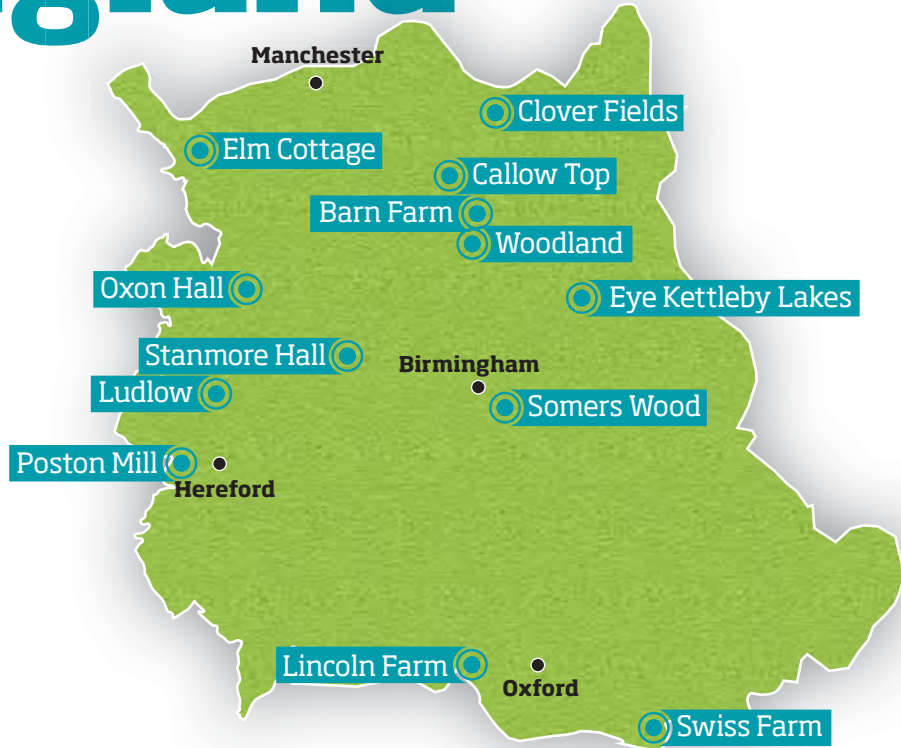 Manchester
Clover Fields
Elm Cottage
Callow Top
Barn Farm
Woodland
Oxon Hall
Eye Kettleby Lakes
Stanmore Hall
Birmingham
Ludlow
Somers Wood
Poston Mill
Hereford
Lincoln Farm
Oxford
Swiss Farm